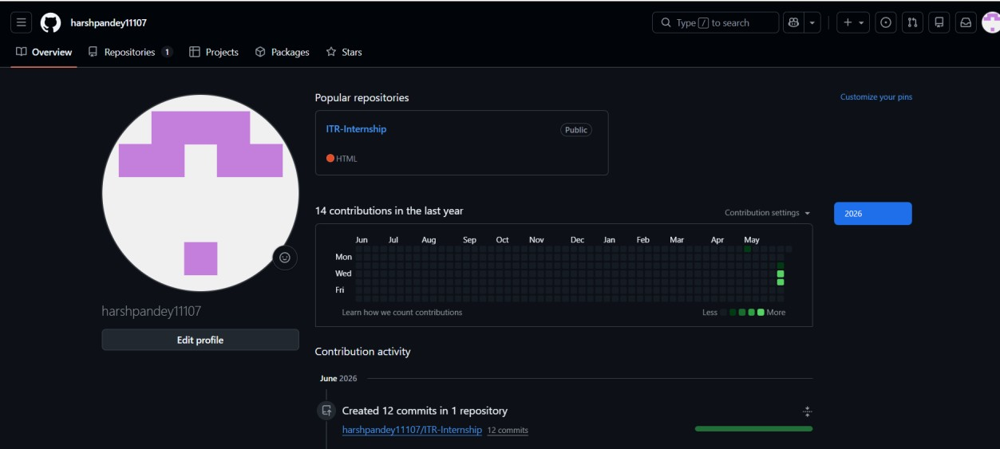 harshpandey11107
Type / to search
Overview Repositories 1 Projects Packages Stars
Popular repositories
Customize your pins
ITR-Internship Public
HTML
14 contributions in the last year
Contribution settings
2026
Jun Jul Aug Sep Oct Nov Dec Jan Feb Mar Apr May
Mon
Wed
Fri
Learn how we count contributions
Less More
harshpandey11107
Edit profile
Contribution activity
June 2026
Created 12 commits in 1 repository
harshpandey11107/ITR-Internship 12 commits